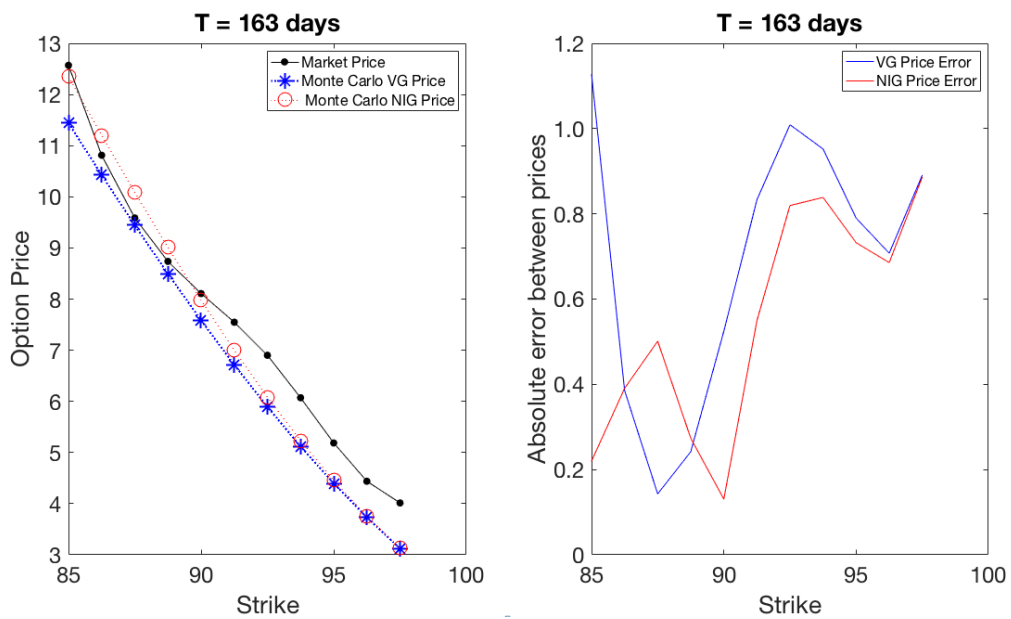 T = 163 days
13
12
11
10
9
8
7
6
5
4
3
Option Price
85
90
95
100
Strike
Market Price
Monte Carlo VG Price
Monte Carlo NIG Price
T = 163 days
1.2
1.0
0.8
0.6
0.4
0.2
0
Absolute error between prices
85
90
95
100
Strike
VG Price Error
NIG Price Error